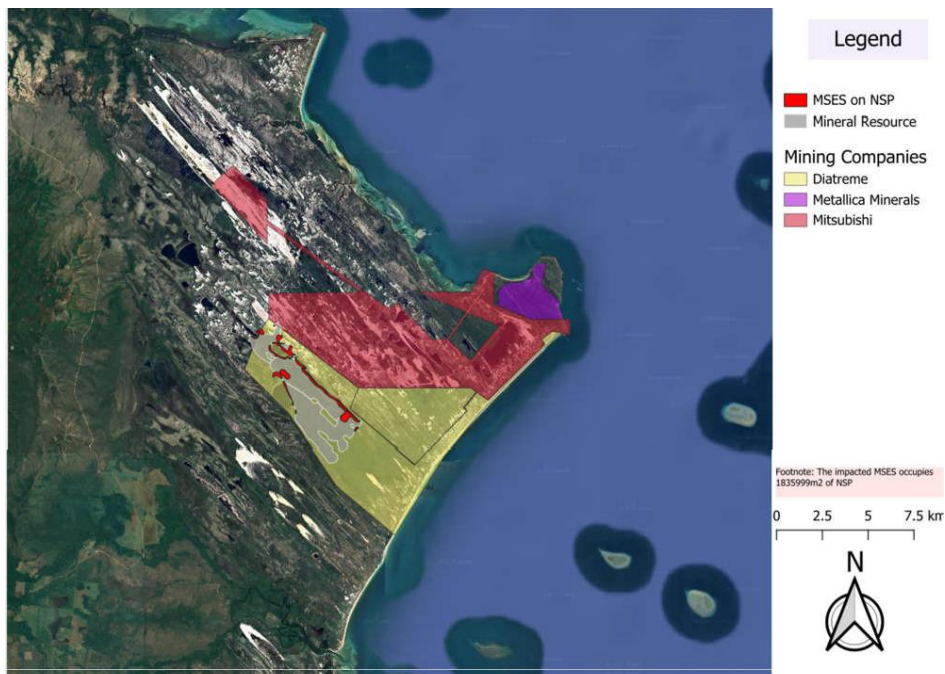 Legend
MSES on NSP
Mineral Resource
Mining Companies
Diatreme
Metallica Minerals
Mitsubishi
Footnote: The impacted MSES occupies
1835999m2 of NSP
0 2.5 5 7.5 km
N